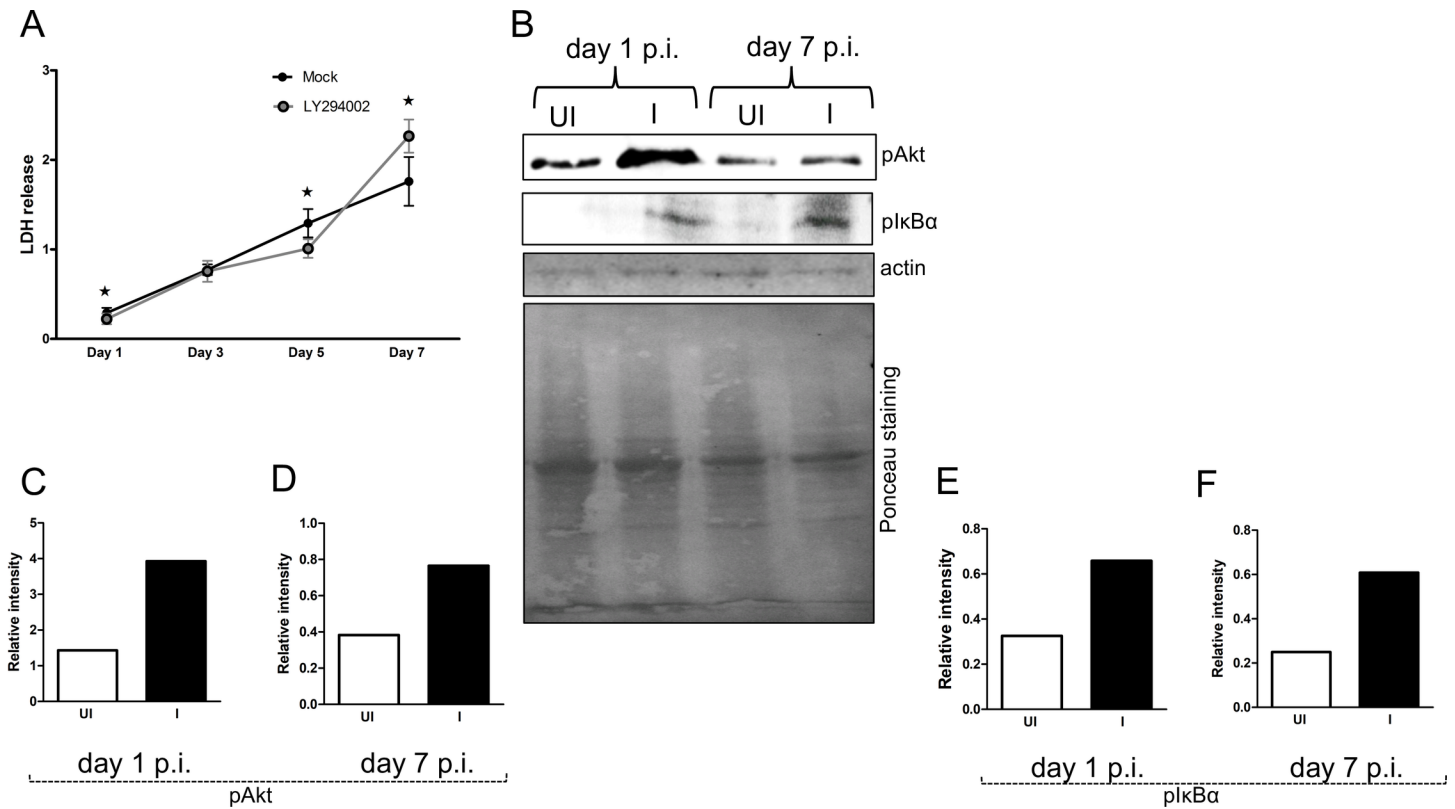 A
3
2
1
0
LDH release
Mock
LY294002
★
★
★
Day 1
Day 3
Day 5
Day 7
B
day 1 p.i.
day 7 p.i.
UI
I
UI
I
pAkt
pIκBα
actin
Ponceau staining
C
5
4
3
2
1
0
Relative intensity
UI
I
day 1 p.i.
D
1.0
0.8
0.6
0.4
0.2
0.0
Relative intensity
UI
I
day 7 p.i.
pAkt
E
0.8
0.6
0.4
0.2
0.0
Relative intensity
UI
I
day 1 p.i.
F
0.8
0.6
0.4
0.2
0.0
Relative intensity
UI
I
day 7 p.i.
pIκBα